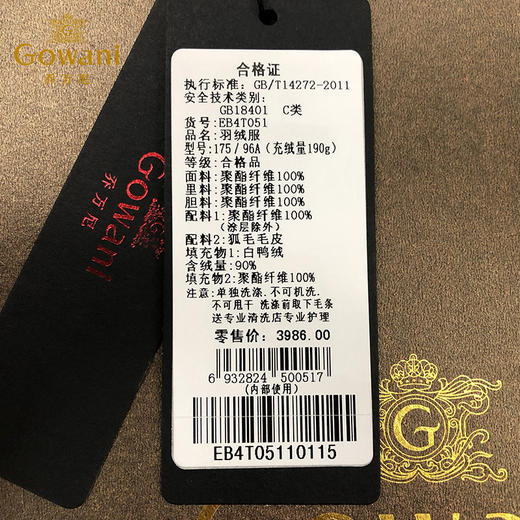 Gowani
乔万尼
合格证
执行标准: GB/T14272-2011
安全技术类别:
GB18401 C类
货号:EB4T051
品名:羽绒服
型号:175/96A(充绒量190g)
等级:合格品
面料:聚酯纤维100%
里料:聚酯纤维100%
胆料:聚酯纤维100%
配料1:聚酯纤维100%
(涂层除外)
配料2:狐毛毛皮
填充物1:白鸭绒
含绒量:90%
填充物2:聚酯纤维100%
注意:单独洗涤.不可机洗.
不可甩干 洗涤前取下毛条
送专业清洗店专业护理
零售价: 3986.00
6 932824 500517
(内部使用)
EB4T05110115
Gowani
乔万尼
G